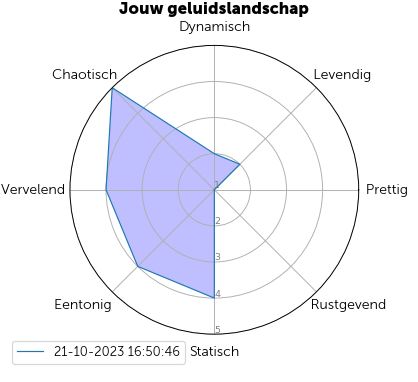 Jouw geluidslandschap
Dynamisch
Chaotisch
Levendig
Vervelend
1
Prettig
2
3
4
Eentonig
Rustgevend
5
21-10-2023 16:50:46
Statisch